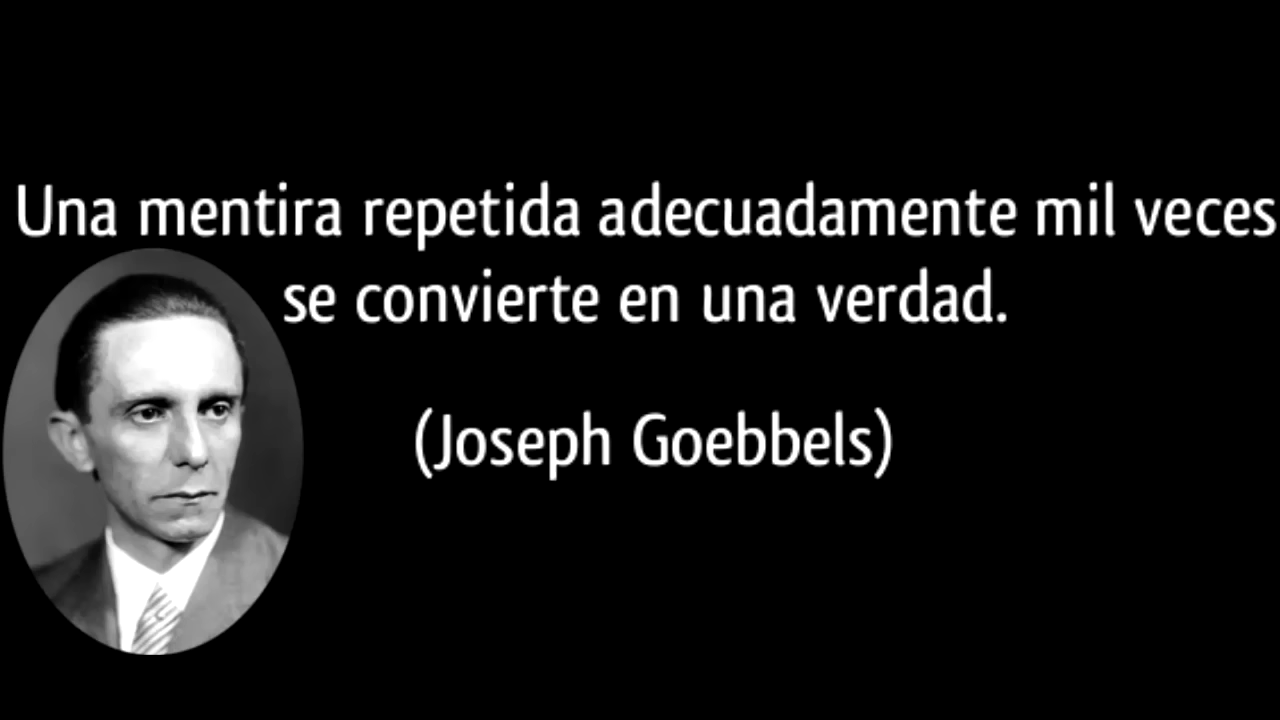 Una mentira repetida adecuadamente mil veces
se convierte en una verdad.
(Joseph Goebbels)